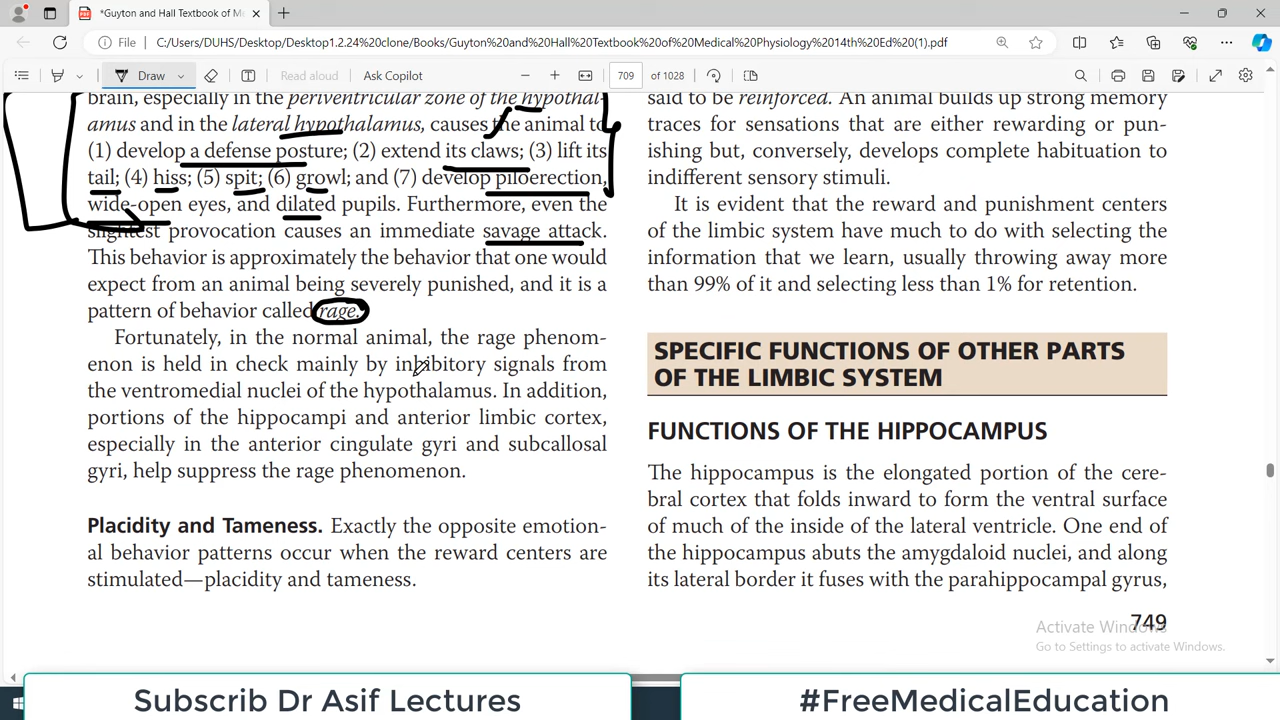 *Guyton and Hall Textbook of Me
File
C:/Users/DUHS/Desktop/Desktop1.2.24%20clone/Books/Guyton%20and%20Hall%20Textbook%20of%20Medical%20Physiology%2014th%20Ed%20(1).pdf
Draw
Read aloud
Ask Copilot
709 of 1028
brain, especially in the periventricular zone of the hypothal-
amus and in the lateral hypothalamus, causes the animal to
(1) develop a defense posture; (2) extend its claws; (3) lift its
tail; (4) hiss; (5) spit; (6) growl; and (7) develop piloerection,
wide-open eyes, and dilated pupils. Furthermore, even the
slightest provocation causes an immediate savage attack.
This behavior is approximately the behavior that one would
expect from an animal being severely punished, and it is a
pattern of behavior called rage.
Fortunately, in the normal animal, the rage phenom-
enon is held in check mainly by inhibitory signals from
the ventromedial nuclei of the hypothalamus. In addition,
portions of the hippocampi and anterior limbic cortex,
especially in the anterior cingulate gyri and subcallosal
gyri, help suppress the rage phenomenon.
Placidity and Tameness. Exactly the opposite emotion-
al behavior patterns occur when the reward centers are
stimulated—placidity and tameness.
said to be reinforced. An animal builds up strong memory
traces for sensations that are either rewarding or pun-
ishing but, conversely, develops complete habituation to
indifferent sensory stimuli.
It is evident that the reward and punishment centers
of the limbic system have much to do with selecting the
information that we learn, usually throwing away more
than 99% of it and selecting less than 1% for retention.
SPECIFIC FUNCTIONS OF OTHER PARTS
OF THE LIMBIC SYSTEM
FUNCTIONS OF THE HIPPOCAMPUS
The hippocampus is the elongated portion of the cere-
bral cortex that folds inward to form the ventral surface
of much of the inside of the lateral ventricle. One end of
the hippocampus abuts the amygdaloid nuclei, and along
its lateral border it fuses with the parahippocampal gyrus,
749
Activate Windows
Go to Settings to activate Windows.
Subscrib Dr Asif Lectures
#FreeMedicalEducation